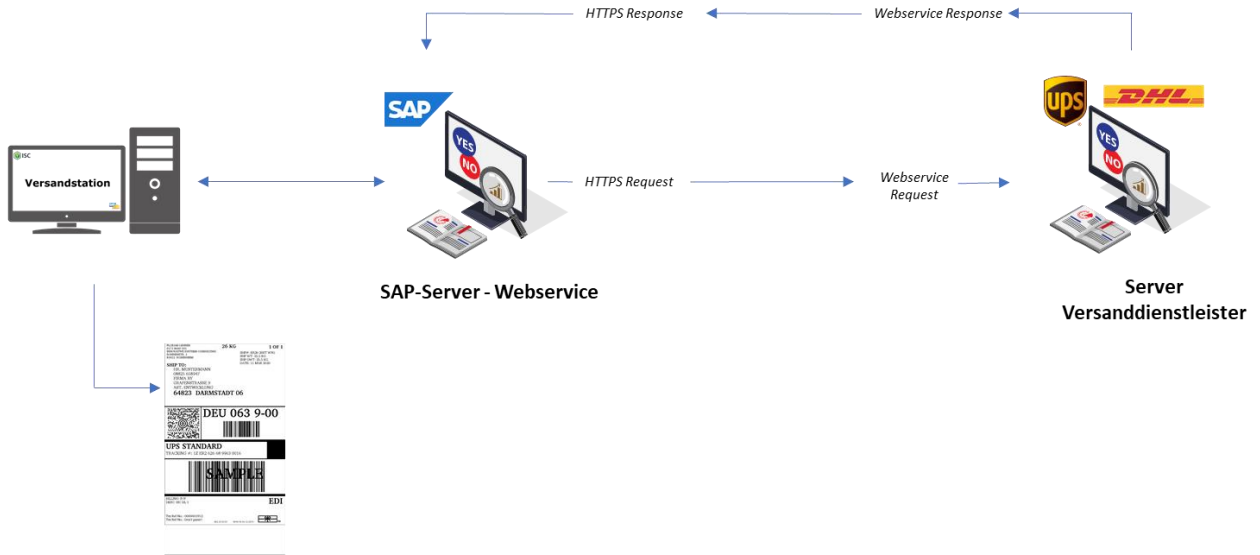 HTTPS Response
Webservice Response
SAP
ups
DHL
YES
NO
YES
NO
ISC
Versandstation
HTTPS Request
Webservice
Request
SAP-Server - Webservice
Server
Versanddienstleister
1 OF 1
SHIP TO:
64823 DARMSTADT 06
DEU 063 9-00
UPS STANDARD
SAMPLE
EDI